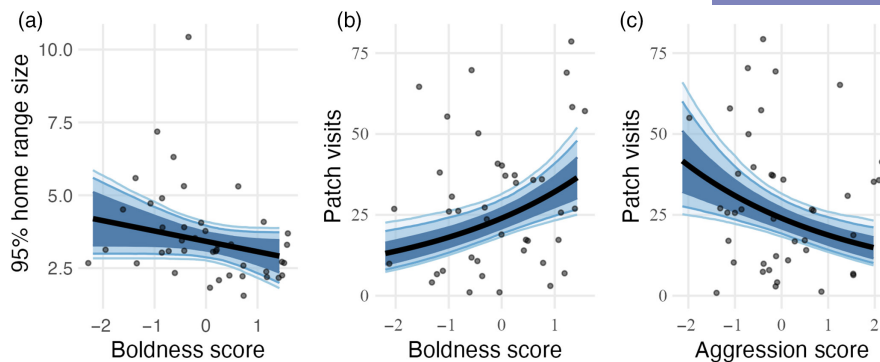 (a)
10.0
7.5
5.0
2.5
95% home range size
−2
−1
0
1
Boldness score
(b)
75
50
25
0
Patch visits
−2
−1
0
1
Boldness score
(c)
75
50
25
0
Patch visits
−2
−1
0
1
2
Aggression score